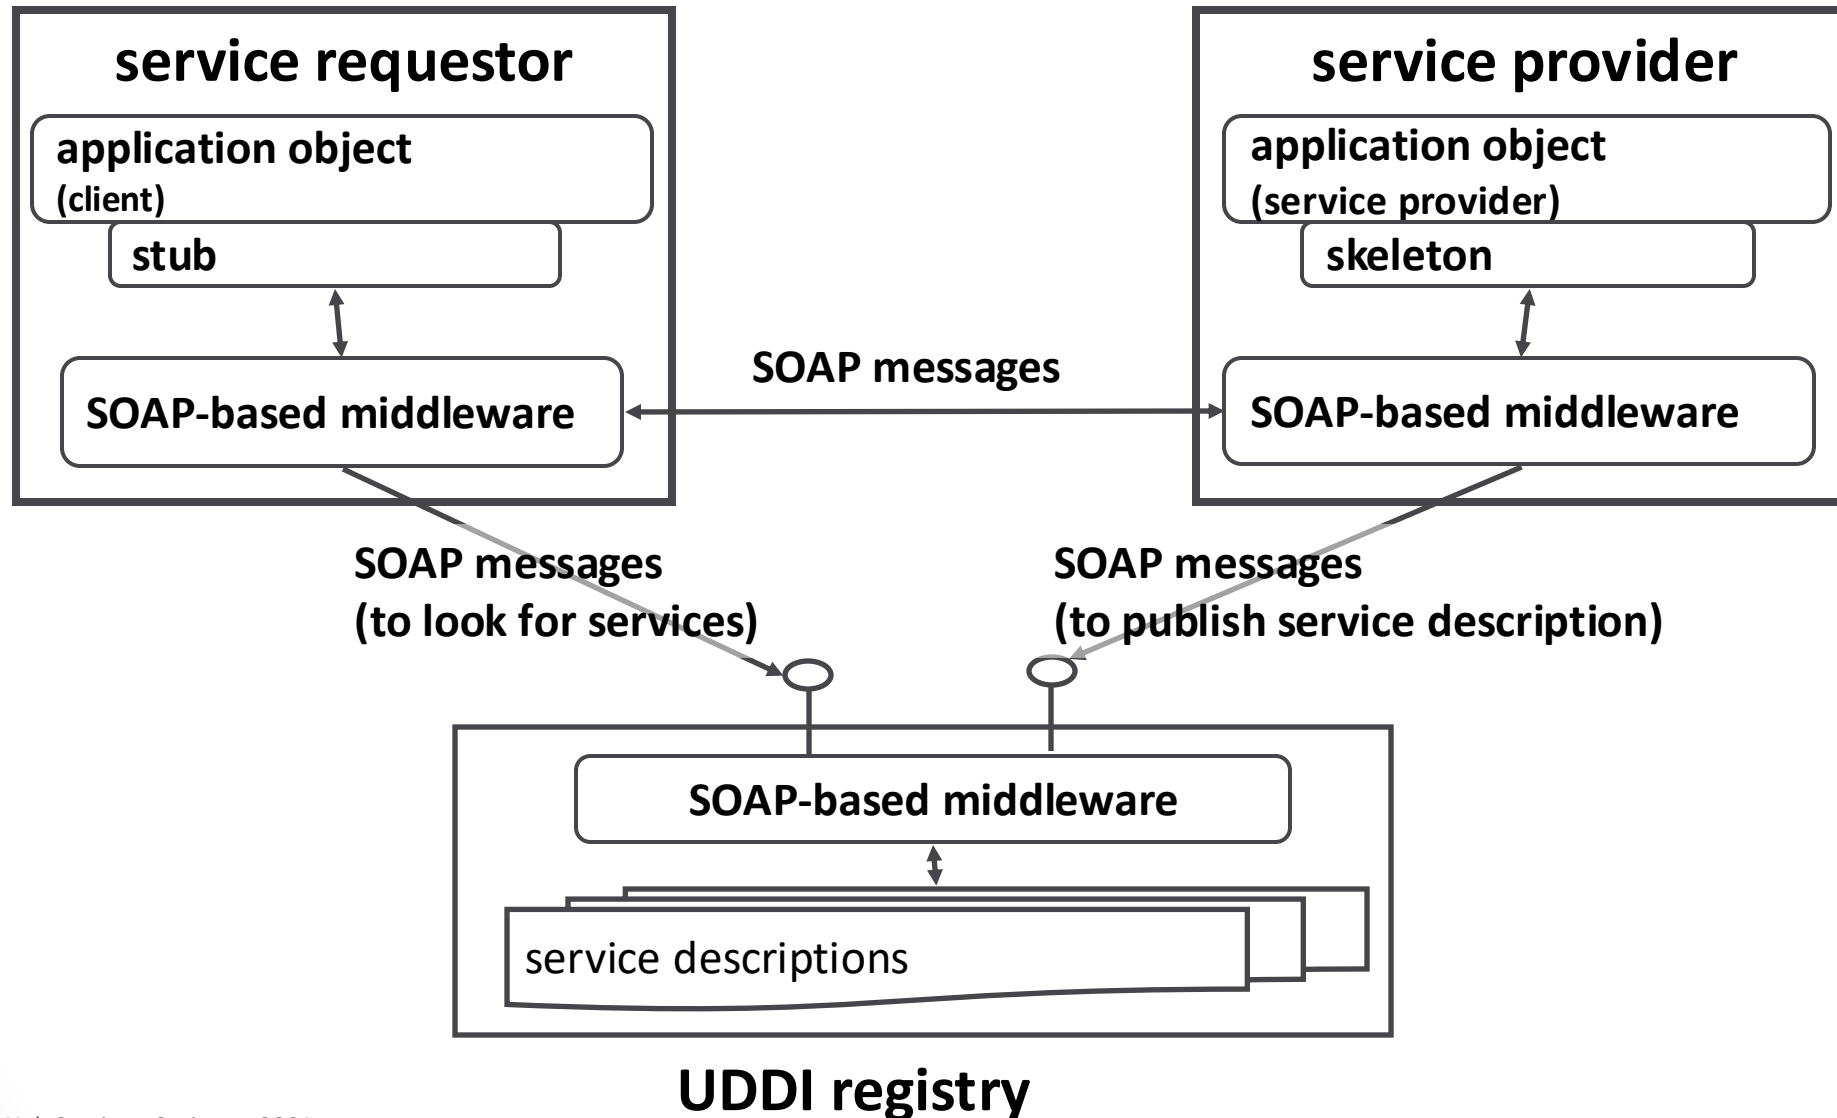 service requestor
application object
(client)
stub
SOAP-based middleware
service provider
application object
(service provider)
skeleton
SOAP-based middleware
SOAP messages
SOAP messages
(to look for services)
SOAP messages
(to publish service description)
SOAP-based middleware
service descriptions
UDDI registry